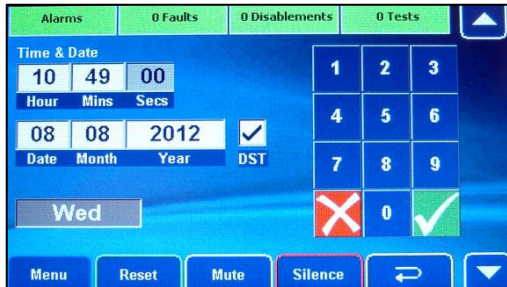 Alarms 0 Faults 0 Disablements 0 Tests
Time & Date
10 49 00
Hour Mins Secs
08 08 2012
Date Month Year DST
Wed
1 2 3
4 5 6
7 8 9
0
Menu Reset Mute Silence